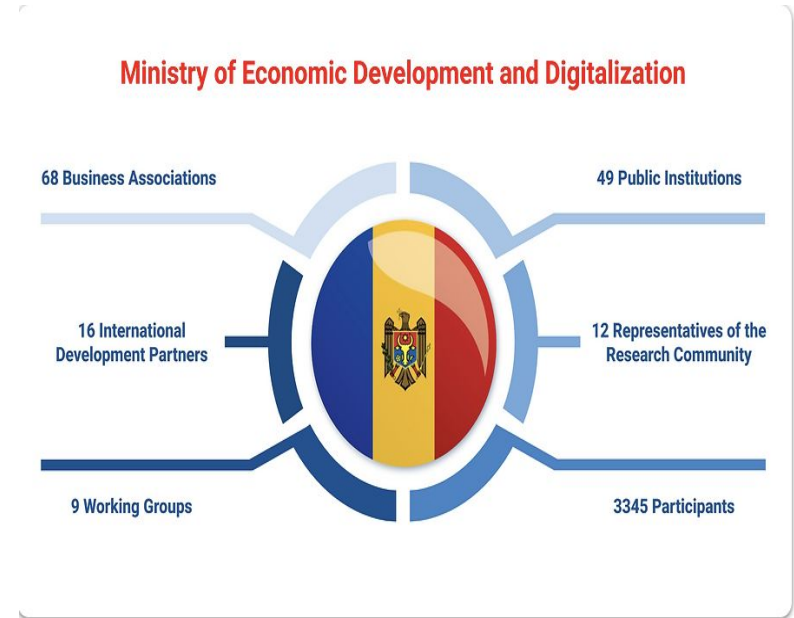 Ministry of Economic Development and Digitalization
68 Business Associations
49 Public Institutions
16 International
Development Partners
12 Representatives of the
Research Community
9 Working Groups
3345 Participants